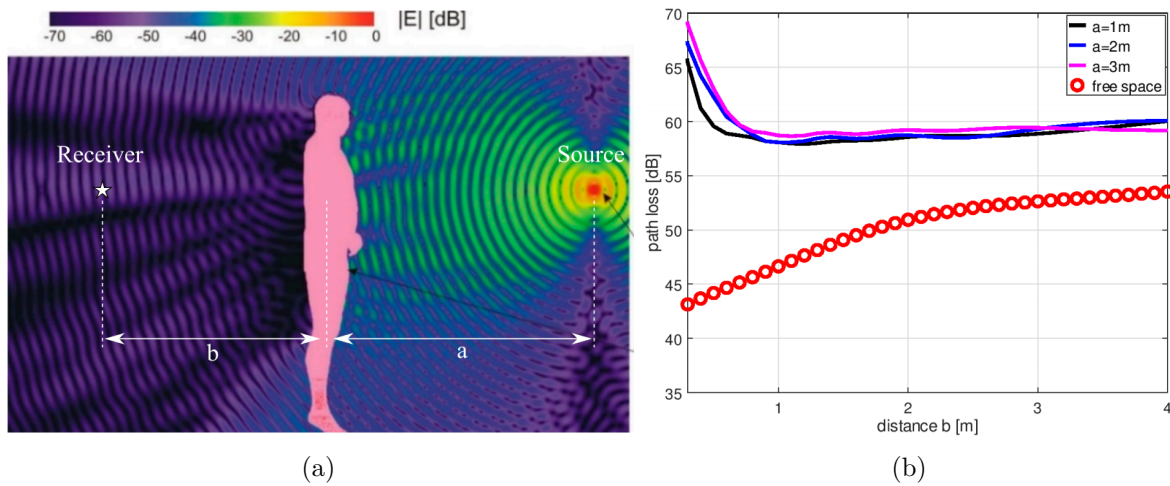 |E| [dB]
-70 -60 -50 -40 -30 -20 -10 0
Receiver
Source
b
a
(a)
70
65
60
55
50
45
40
35
path loss [dB]
1 2 3 4
distance b [m]
a=1m
a=2m
a=3m
free space
(b)